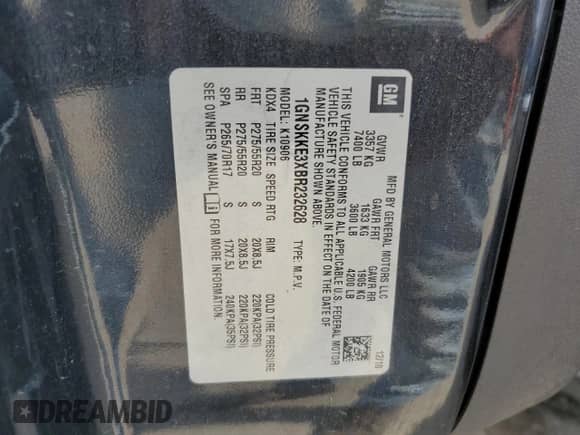 GM
®
MFD BY GENERAL MOTORS LLC
GVWR GAWR FRT GAWR RR
3357 KG 1633 KG 1905 KG
7400 LB 3600 LB 4200 LB
12/18
THIS VEHICLE CONFORMS TO ALL APPLICABLE U.S. FEDERAL MOTOR
VEHICLE SAFETY STANDARDS IN EFFECT ON THE DATE OF
MANUFACTURE SHOWN ABOVE.
1GNSKKE3XBR232628 TYPE: M.P.V.
MODEL: K10906
KDX4 TIRE SIZE SPEED RTG RIM COLD TIRE PRESSURE
FRT P275/55R20 S 20X8.5J 220KPA(32PSI)
RR P275/55R20 S 20X8.5J 220KPA(32PSI)
SPA P265/70R17 S 17X7.5J 240KPA(35PSI)
SEE OWNER'S MANUAL i FOR MORE INFORMATION.
DREAMBID